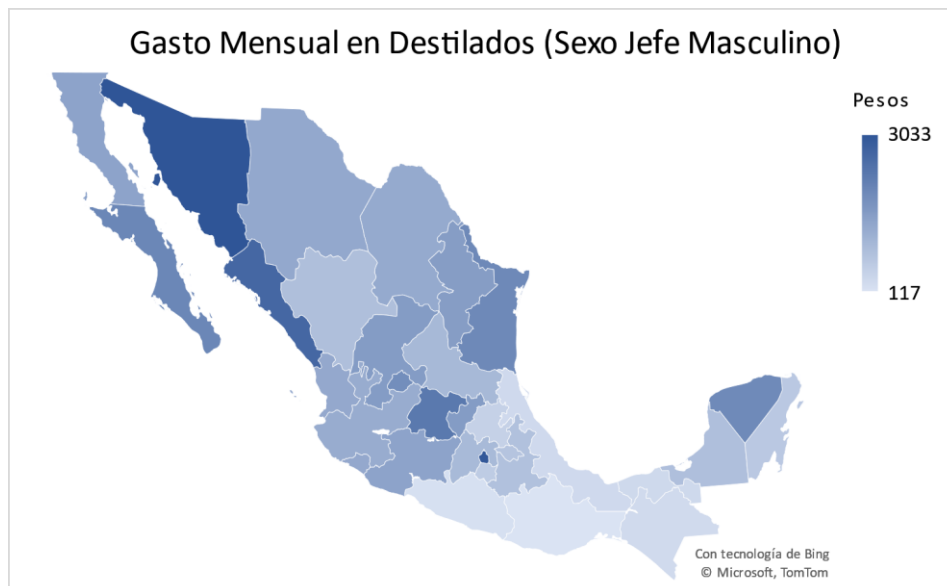 Gasto Mensual en Destilados (Sexo Jefe Masculino)
Pesos
3033
117
Con tecnología de Bing
© Microsoft, TomTom